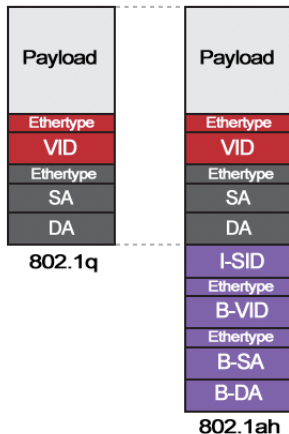 Payload
Ethertype
VID
Ethertype
SA
DA
802.1q
Payload
Ethertype
VID
Ethertype
SA
DA
I-SID
Ethertype
B-VID
Ethertype
B-SA
B-DA
802.1ah